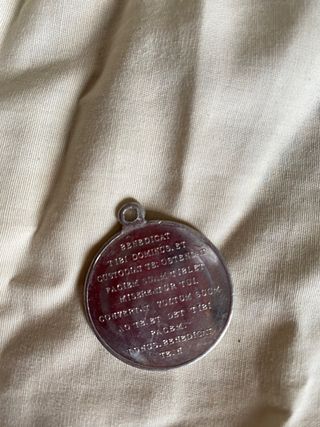 BENEDICAT
TIBI DOMINUS, ET
CUSTODIAT TE: OSTENDAT
FACIEM SUAM TIBI, ET
MISEREATUR TUI.
CONVERTAT VULTUM SUUM
AD TE, ET DET TIBI
PACEM.
BENEDICAT
TE.